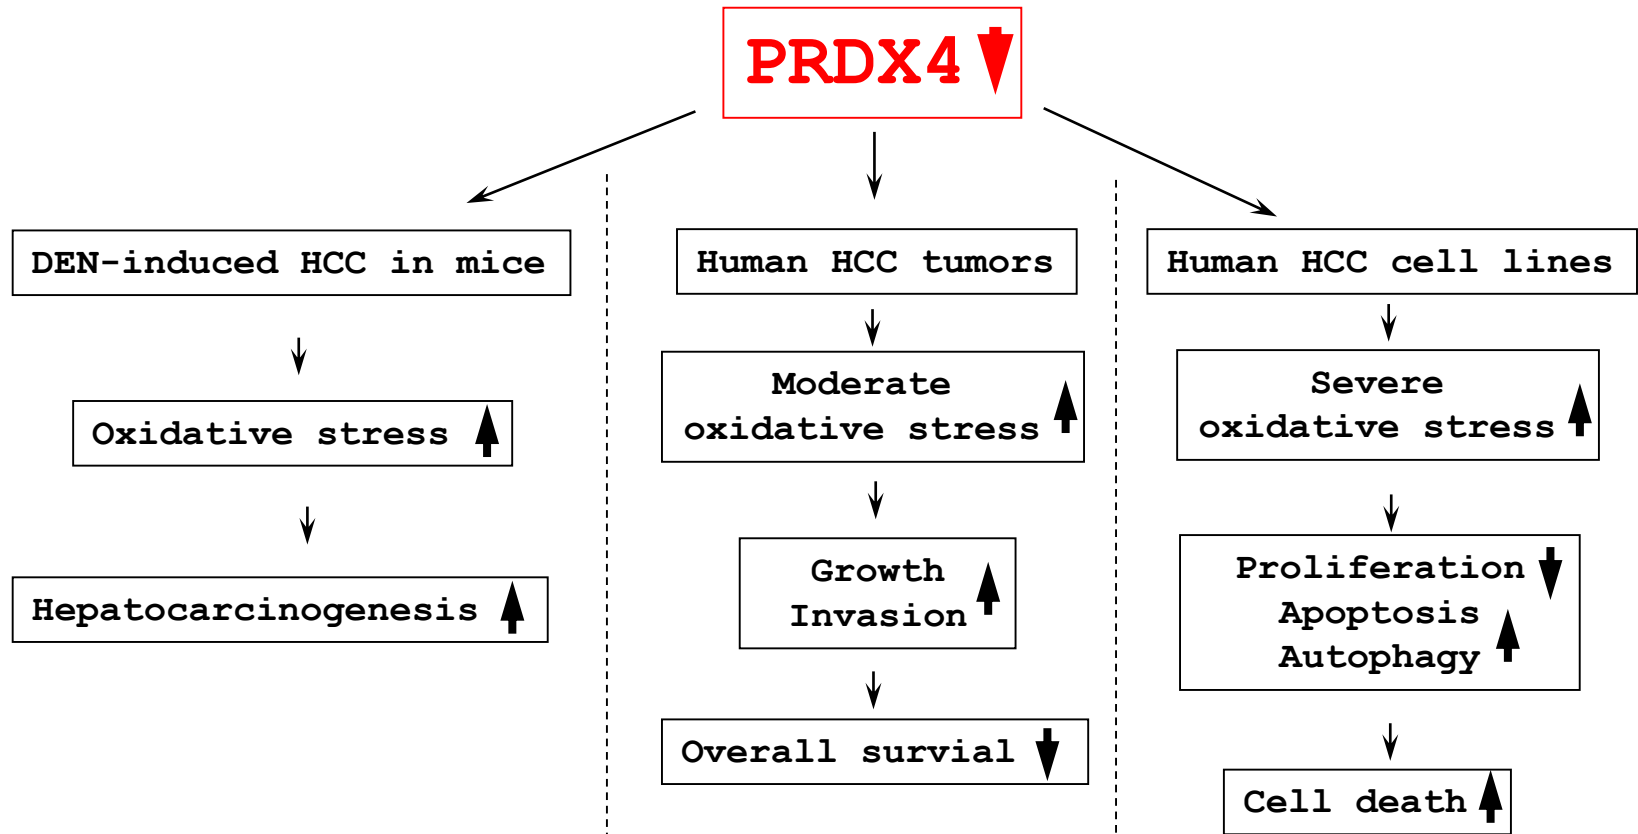 PRDX4
DEN-induced HCC in mice
Oxidative stress
Hepatocarcinogenesis
Human HCC tumors
Moderate
oxidative stress
Growth
Invasion
Overall survial
Human HCC cell lines
Severe
oxidative stress
Proliferation
Apoptosis
Autophagy
Cell death